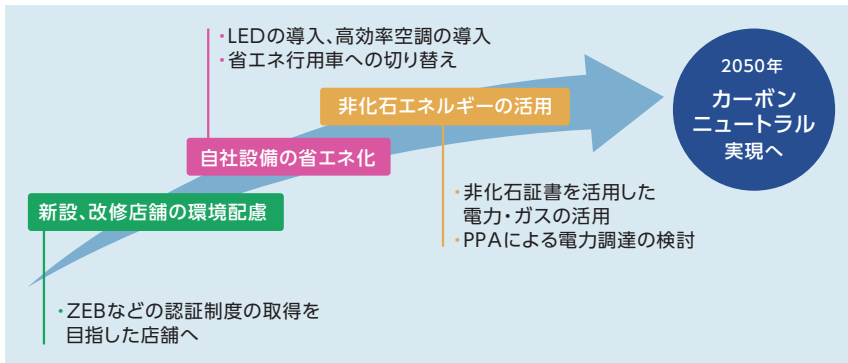 ・LEDの導入、高効率空調の導入
・省エネ行用車への切り替え
非化石エネルギーの活用
2050年
カーボン
ニュートラル
実現へ
自社設備の省エネ化
・非化石証書を活用した
電力・ガスの活用
・PPAによる電力調達の検討
新設、改修店舗の環境配慮
・ZEBなどの認証制度の取得を
目指した店舗へ